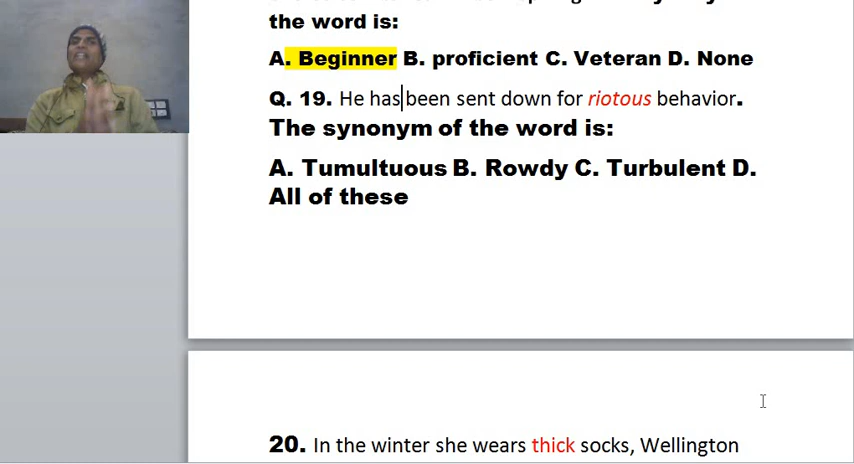 the word is:
A. Beginner B. proficient C. Veteran D. None
Q. 19. He has been sent down for riotous behavior.
The synonym of the word is:
A. Tumultuous B. Rowdy C. Turbulent D.
All of these
20. In the winter she wears thick socks, Wellington